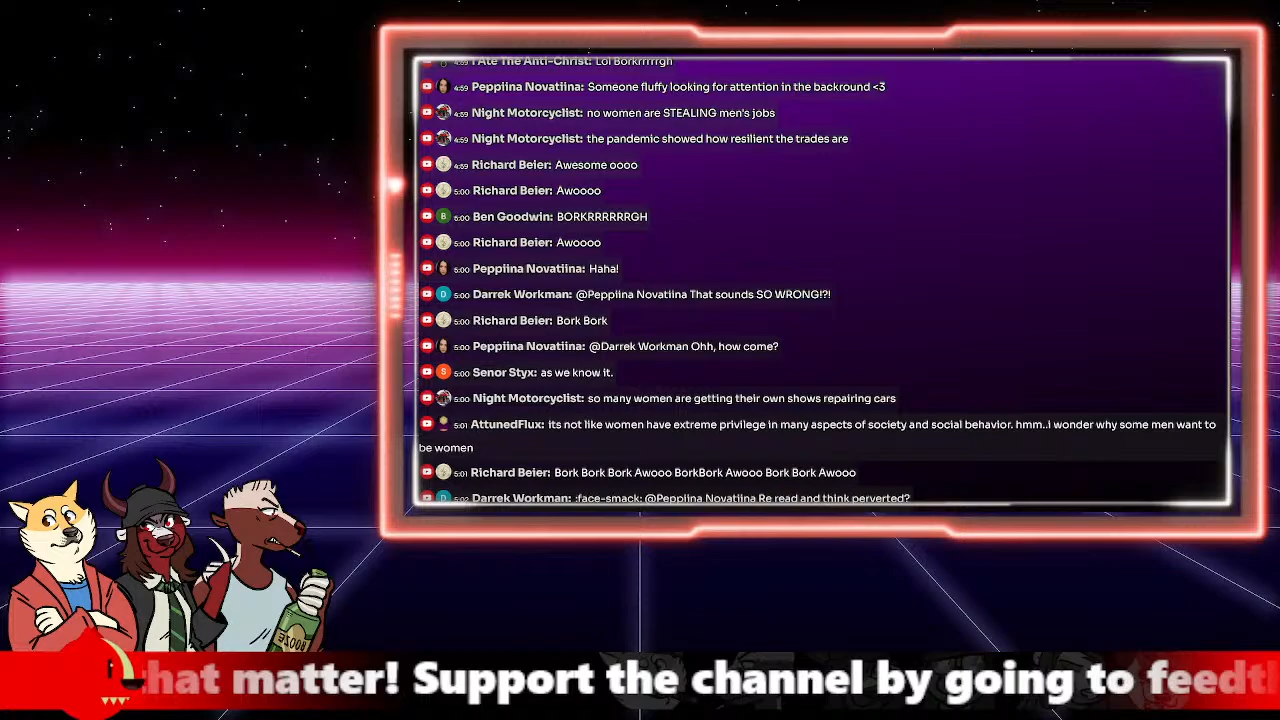 4:59 I Ate The Anti-Christ: Lol Borkrrrrrgh
4:59 Peppiina Novatiina: Someone fluffy looking for attention in the backround <3
4:59 Night Motorcyclist: no women are STEALING men's jobs
4:59 Night Motorcyclist: the pandemic showed how resilient the trades are
4:59 Richard Beier: Awesome oooo
5:00 Richard Beier: Awoooo
B 5:00 Ben Goodwin: BORKRRRRRRGH
5:00 Richard Beier: Awoooo
5:00 Peppiina Novatiina: Haha!
D 5:00 Darrek Workman: @Peppiina Novatiina That sounds SO WRONG!?!
5:00 Richard Beier: Bork Bork
5:00 Peppiina Novatiina: @Darrek Workman Ohh, how come?
S 5:00 Senor Styx: as we know it.
5:00 Night Motorcyclist: so many women are getting their own shows repairing cars
5:01 AttunedFlux: its not like women have extreme privilege in many aspects of society and social behavior. hmm..i wonder why some men want to
be women
5:01 Richard Beier: Bork Bork Bork Awooo BorkBork Awooo Bork Bork Awooo
D 5:02 Darrek Workman: :face-smack: @Peppiina Novatiina Re read and think perverted?
BOOZE
that matter! Support the channel by going to feedt